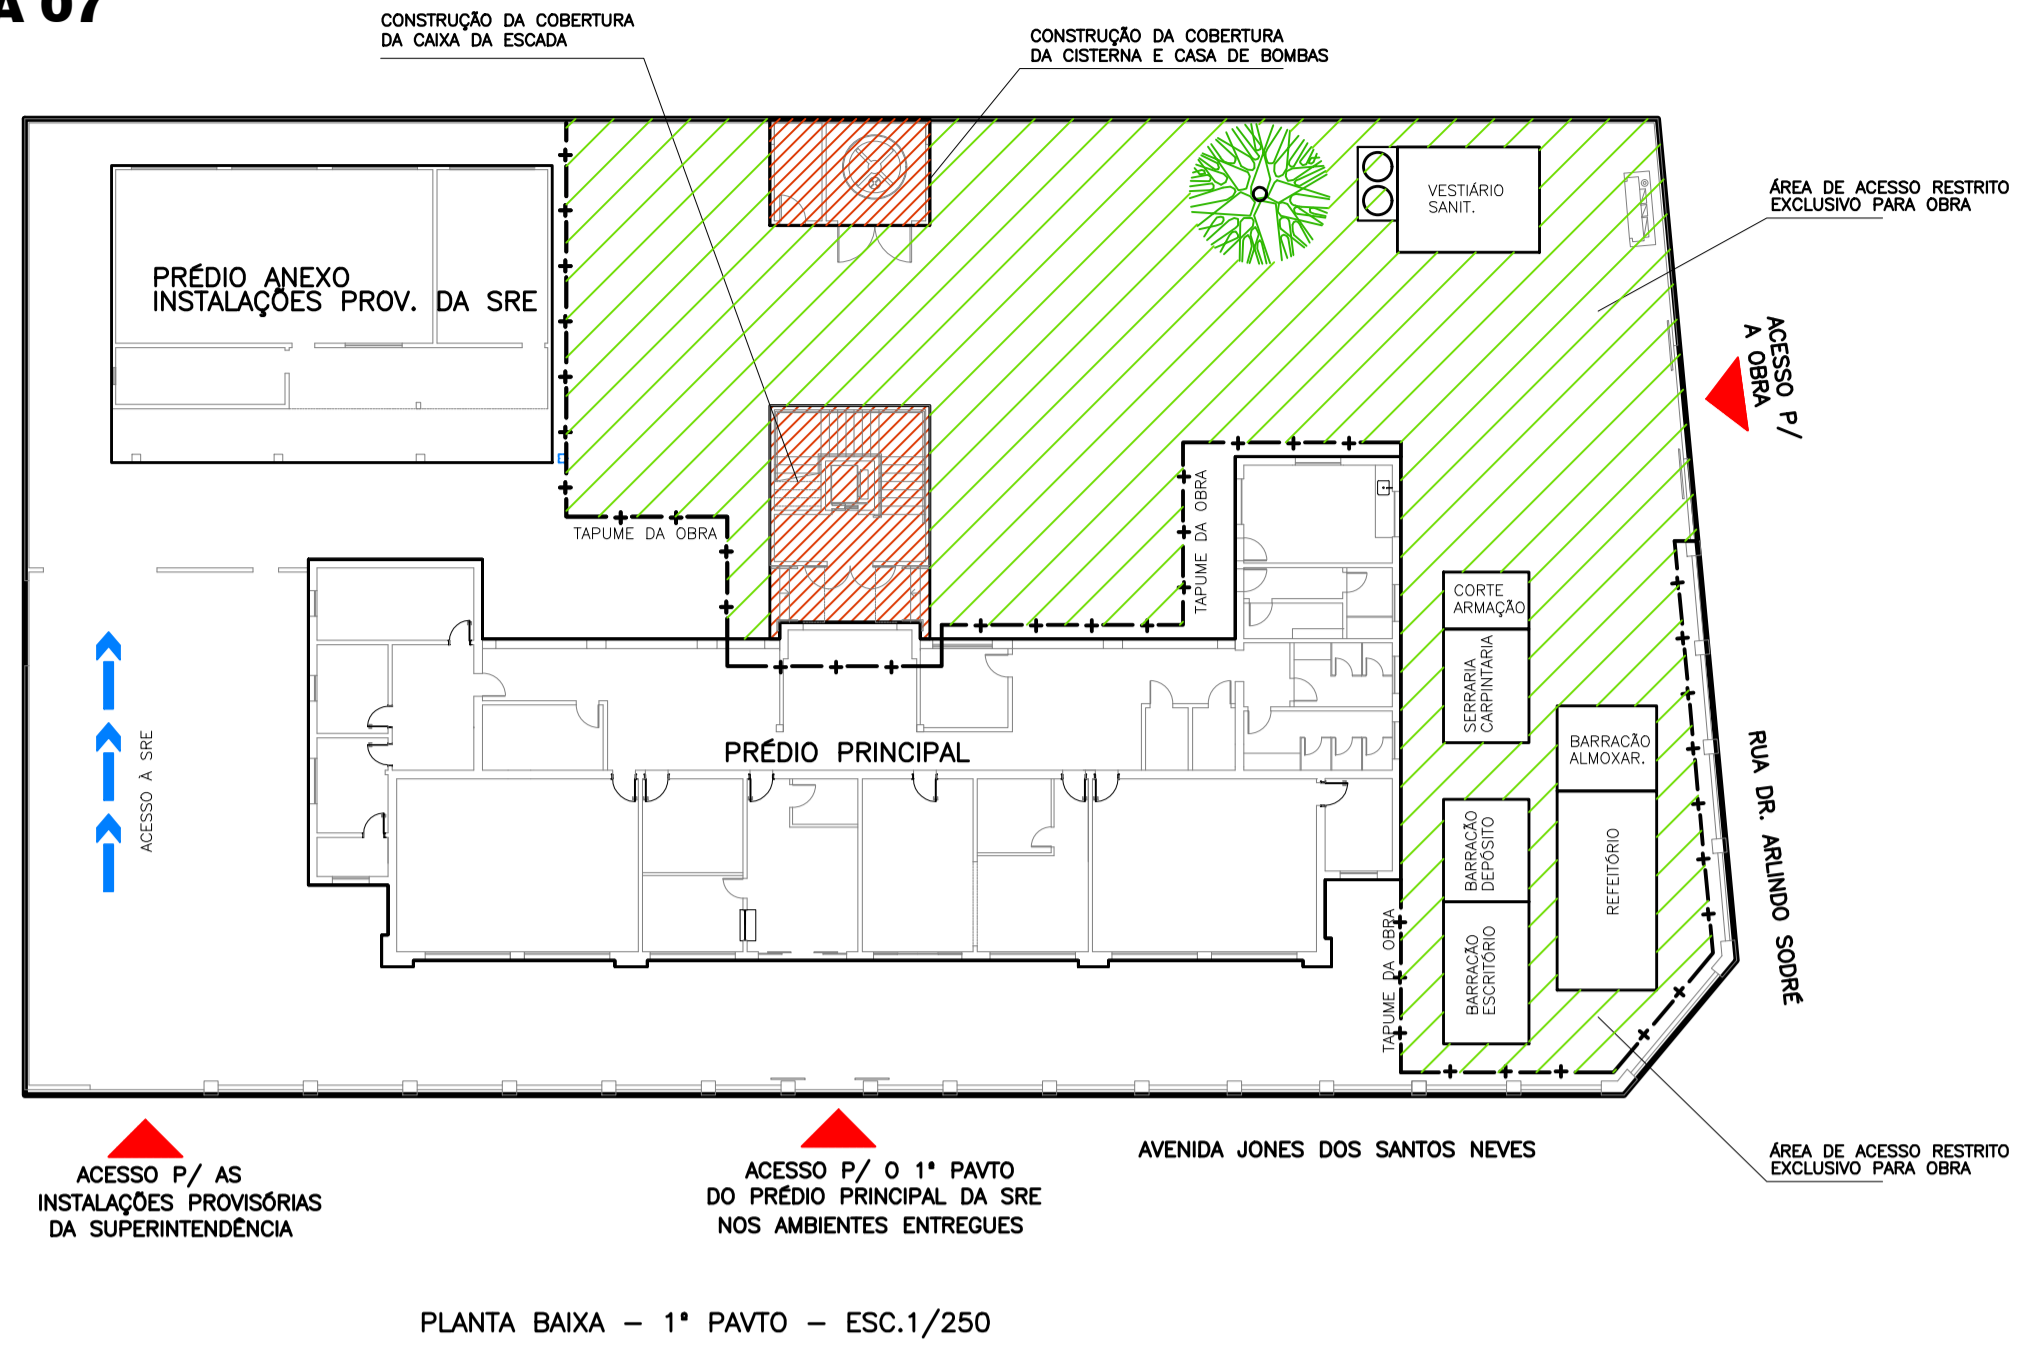 A 07
CONSTRUÇÃO DA COBERTURA
DA CAIXA DA ESCADA
CONSTRUÇÃO DA COBERTURA
DA CISTERNA E CASA DE BOMBAS
VESTIÁRIO
SANIT.
ÁREA DE ACESSO RESTRITO
EXCLUSIVO PARA OBRA
PRÉDIO ANEXO
INSTALAÇÕES PROV. DA SRE
ACESSO P/
A OBRA
TAPUME DA OBRA
TAPUME DA OBRA
CORTE
ARMAÇÃO
SERRARIA
CARPINTARIA
BARRACÃO
ALMOXAR.
PRÉDIO PRINCIPAL
ACESSO À SRE
RUA DR. ARLINDO SODRÉ
BARRACÃO
DEPÓSITO
REFEITÓRIO
TAPUME DA OBRA
BARRACÃO
ESCRITÓRIO
ACESSO P/ AS
INSTALAÇÕES PROVISÓRIAS
DA SUPERINTENDÊNCIA
ACESSO P/ O 1º PAVTO
DO PRÉDIO PRINCIPAL DA SRE
NOS AMBIENTES ENTREGUES
AVENIDA JONES DOS SANTOS NEVES
ÁREA DE ACESSO RESTRITO
EXCLUSIVO PARA OBRA
PLANTA BAIXA – 1º PAVTO – ESC.1/250